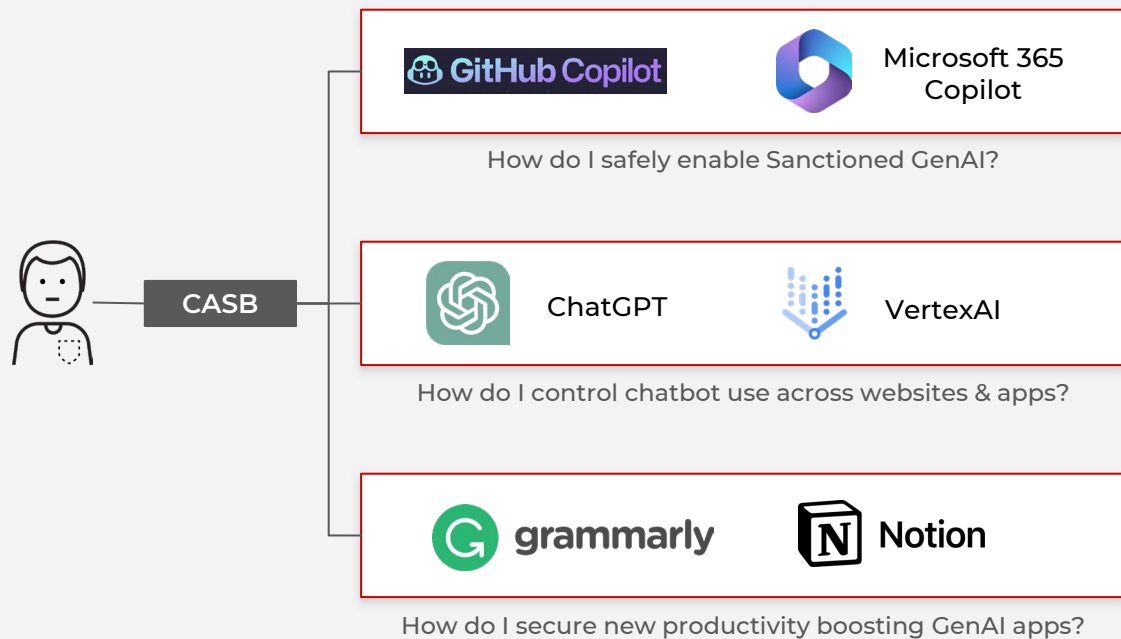 GitHub Copilot
Microsoft 365
Copilot
How do I safely enable Sanctioned GenAI?
CASB
ChatGPT
VertexAI
How do I control chatbot use across websites & apps?
G grammarly
N Notion
How do I secure new productivity boosting GenAI apps?